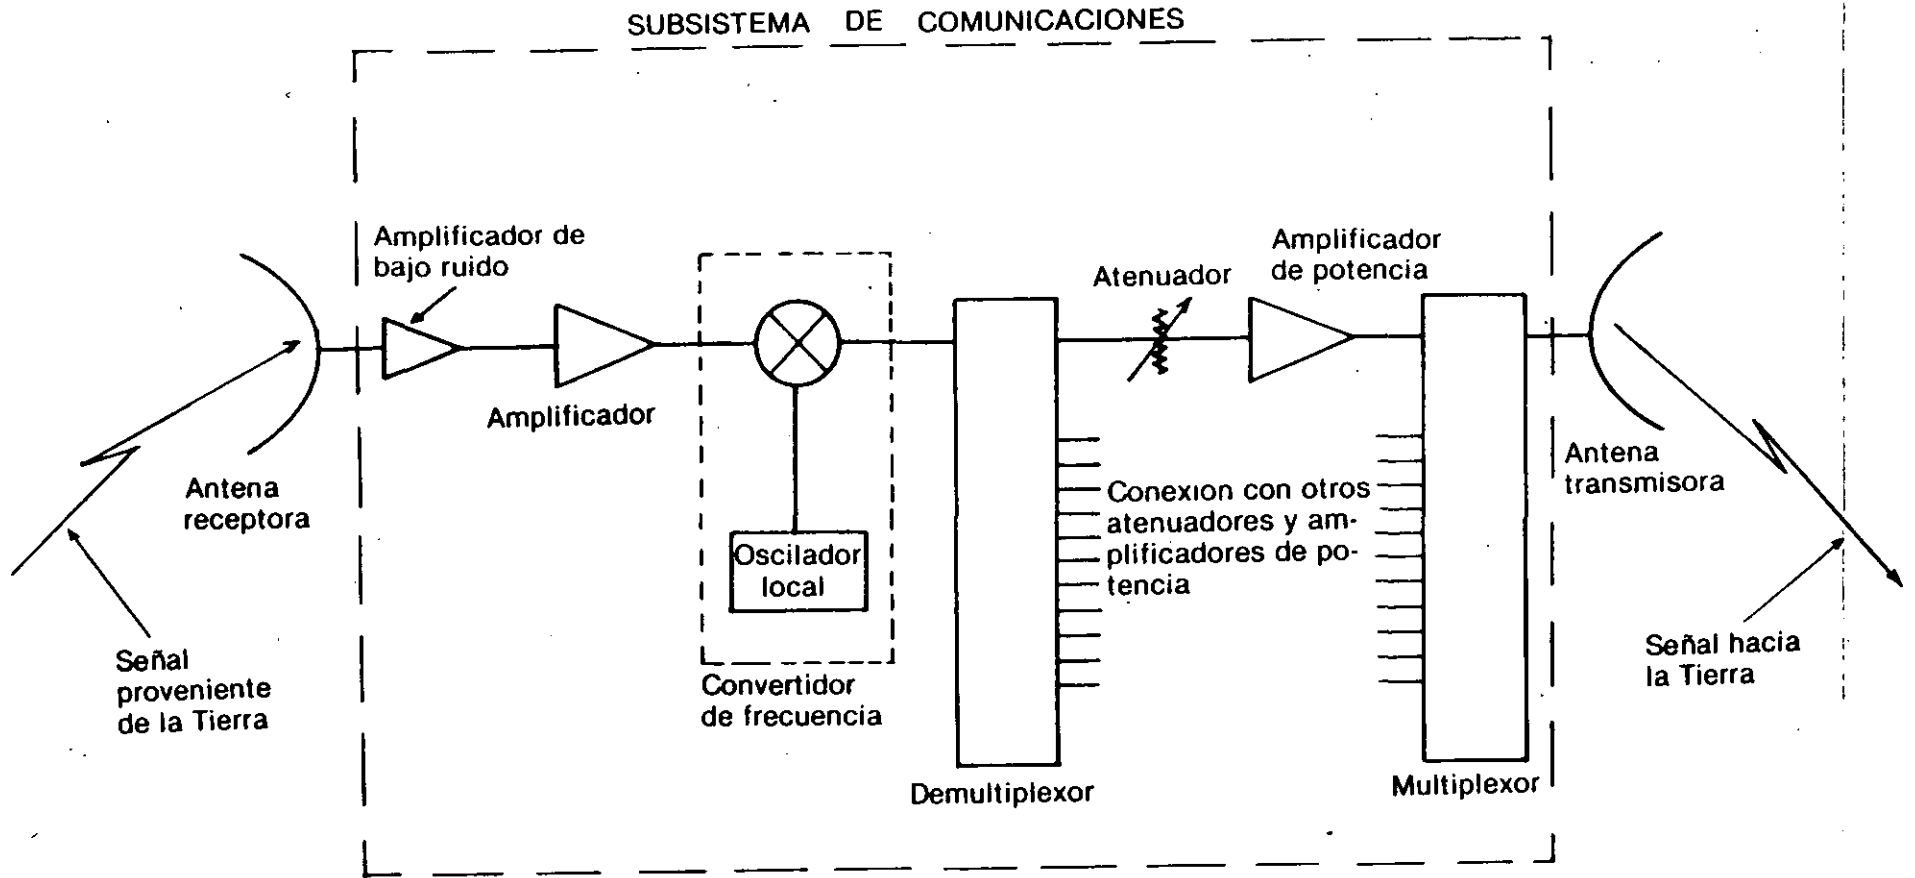 SUBSISTEMA DE COMUNICACIONES
Amplificador de
bajo ruido
Amplificador
Antena
receptora
Señal
proveniente
de la Tierra
Oscilador
local
Convertidor
de frecuencia
Demultiplexor
Atenuador
Amplificador
de potencia
Conexion con otros
atenuadores y am-
plificadores de po-
tencia
Multiplexor
Antena
transmisora
Señal hacia
la Tierra